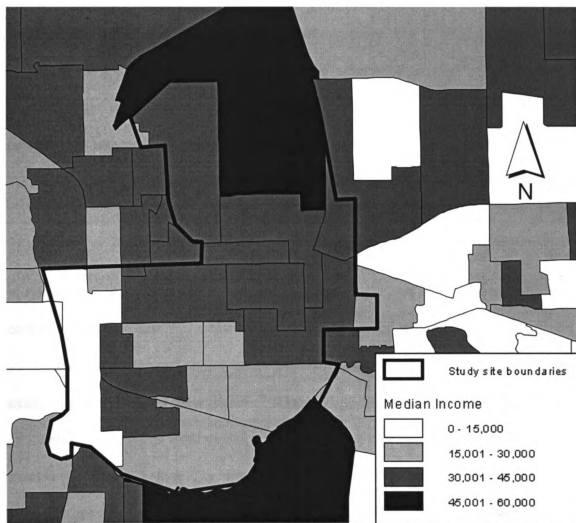 N
Study site boundaries
Median Income
0 - 15,000
15,001 - 30,000
30,001 - 45,000
45,001 - 60,000